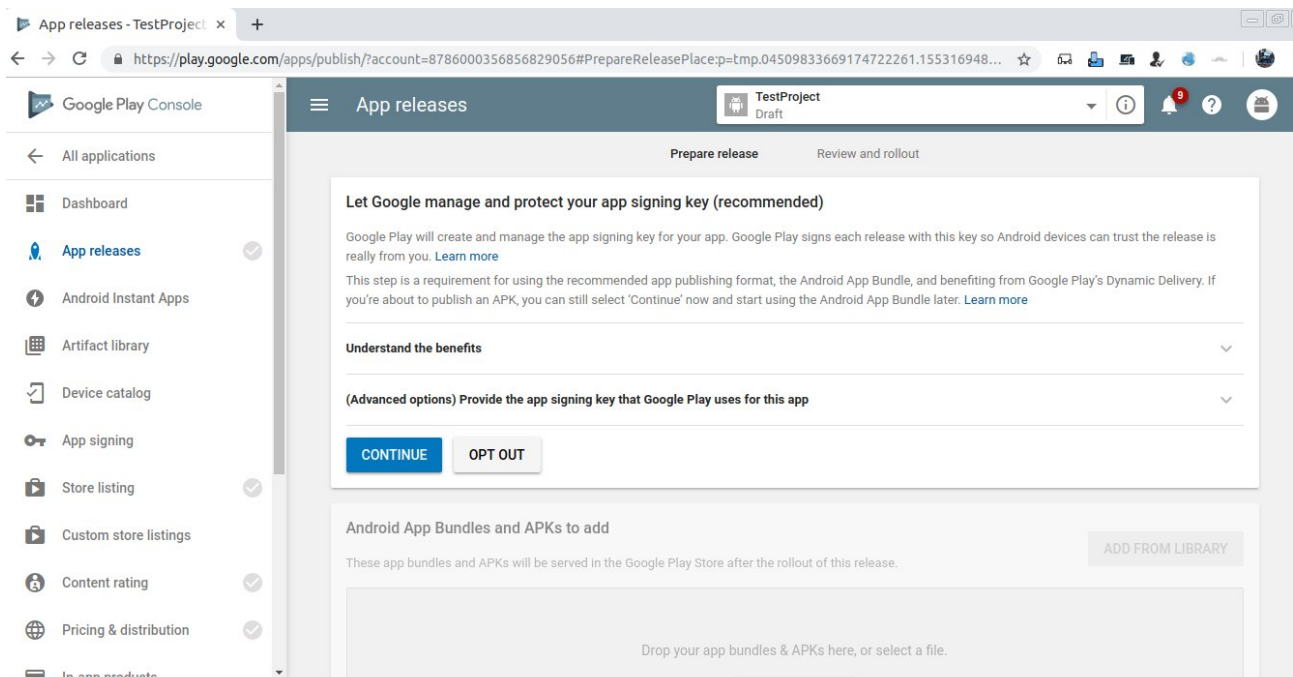 App releases - TestProject
https://play.google.com/apps/publish/?account=8786000356856829056#PrepareReleasePlace:p=tmp.04509833669174722261.155316948...
Google Play Console
App releases
TestProject
Draft
9
All applications
Prepare release
Review and rollout
Dashboard
App releases
Android Instant Apps
Artifact library
Device catalog
App signing
Store listing
Custom store listings
Content rating
Pricing & distribution
In-app products
Let Google manage and protect your app signing key (recommended)
Google Play will create and manage the app signing key for your app. Google Play signs each release with this key so Android devices can trust the release is
really from you. Learn more
This step is a requirement for using the recommended app publishing format, the Android App Bundle, and benefiting from Google Play's Dynamic Delivery. If
you're about to publish an APK, you can still select 'Continue' now and start using the Android App Bundle later. Learn more
Understand the benefits
(Advanced options) Provide the app signing key that Google Play uses for this app
CONTINUE
OPT OUT
Android App Bundles and APKs to add
These app bundles and APKs will be served in the Google Play Store after the rollout of this release.
ADD FROM LIBRARY
Drop your app bundles & APKs here, or select a file.